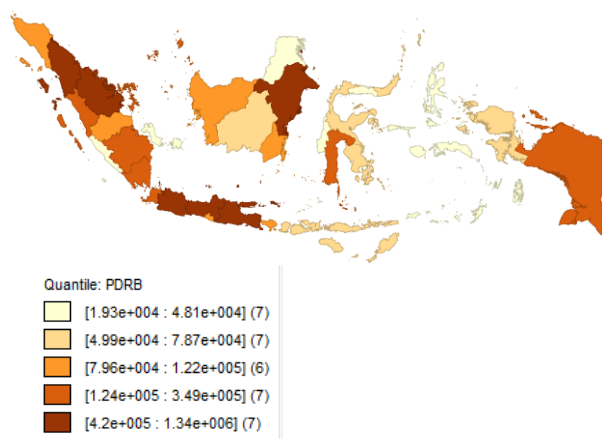 Quantile: PDRB
[1.93e+004 : 4.81e+004] (7)
[4.99e+004 : 7.87e+004] (7)
[7.96e+004 : 1.22e+005] (6)
[1.24e+005 : 3.49e+005] (7)
[4.2e+005 : 1.34e+006] (7)